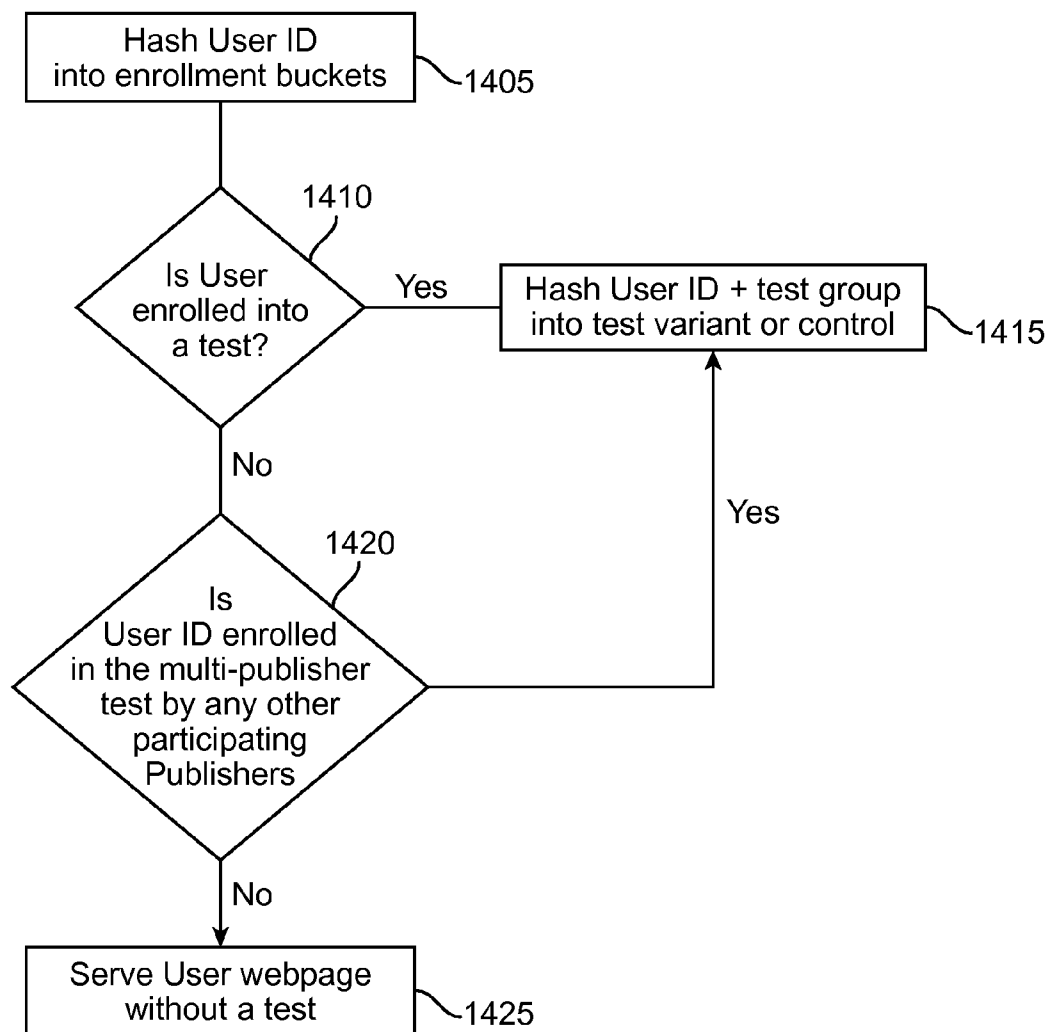 Hash User ID
into enrollment buckets
1405
1410
Is User
enrolled into
a test?
Yes
Hash User ID + test group
into test variant or control
1415
No
1420
Is
User ID enrolled
in the multi-publisher
test by any other
participating
Publishers
Yes
No
Serve User webpage
without a test
1425